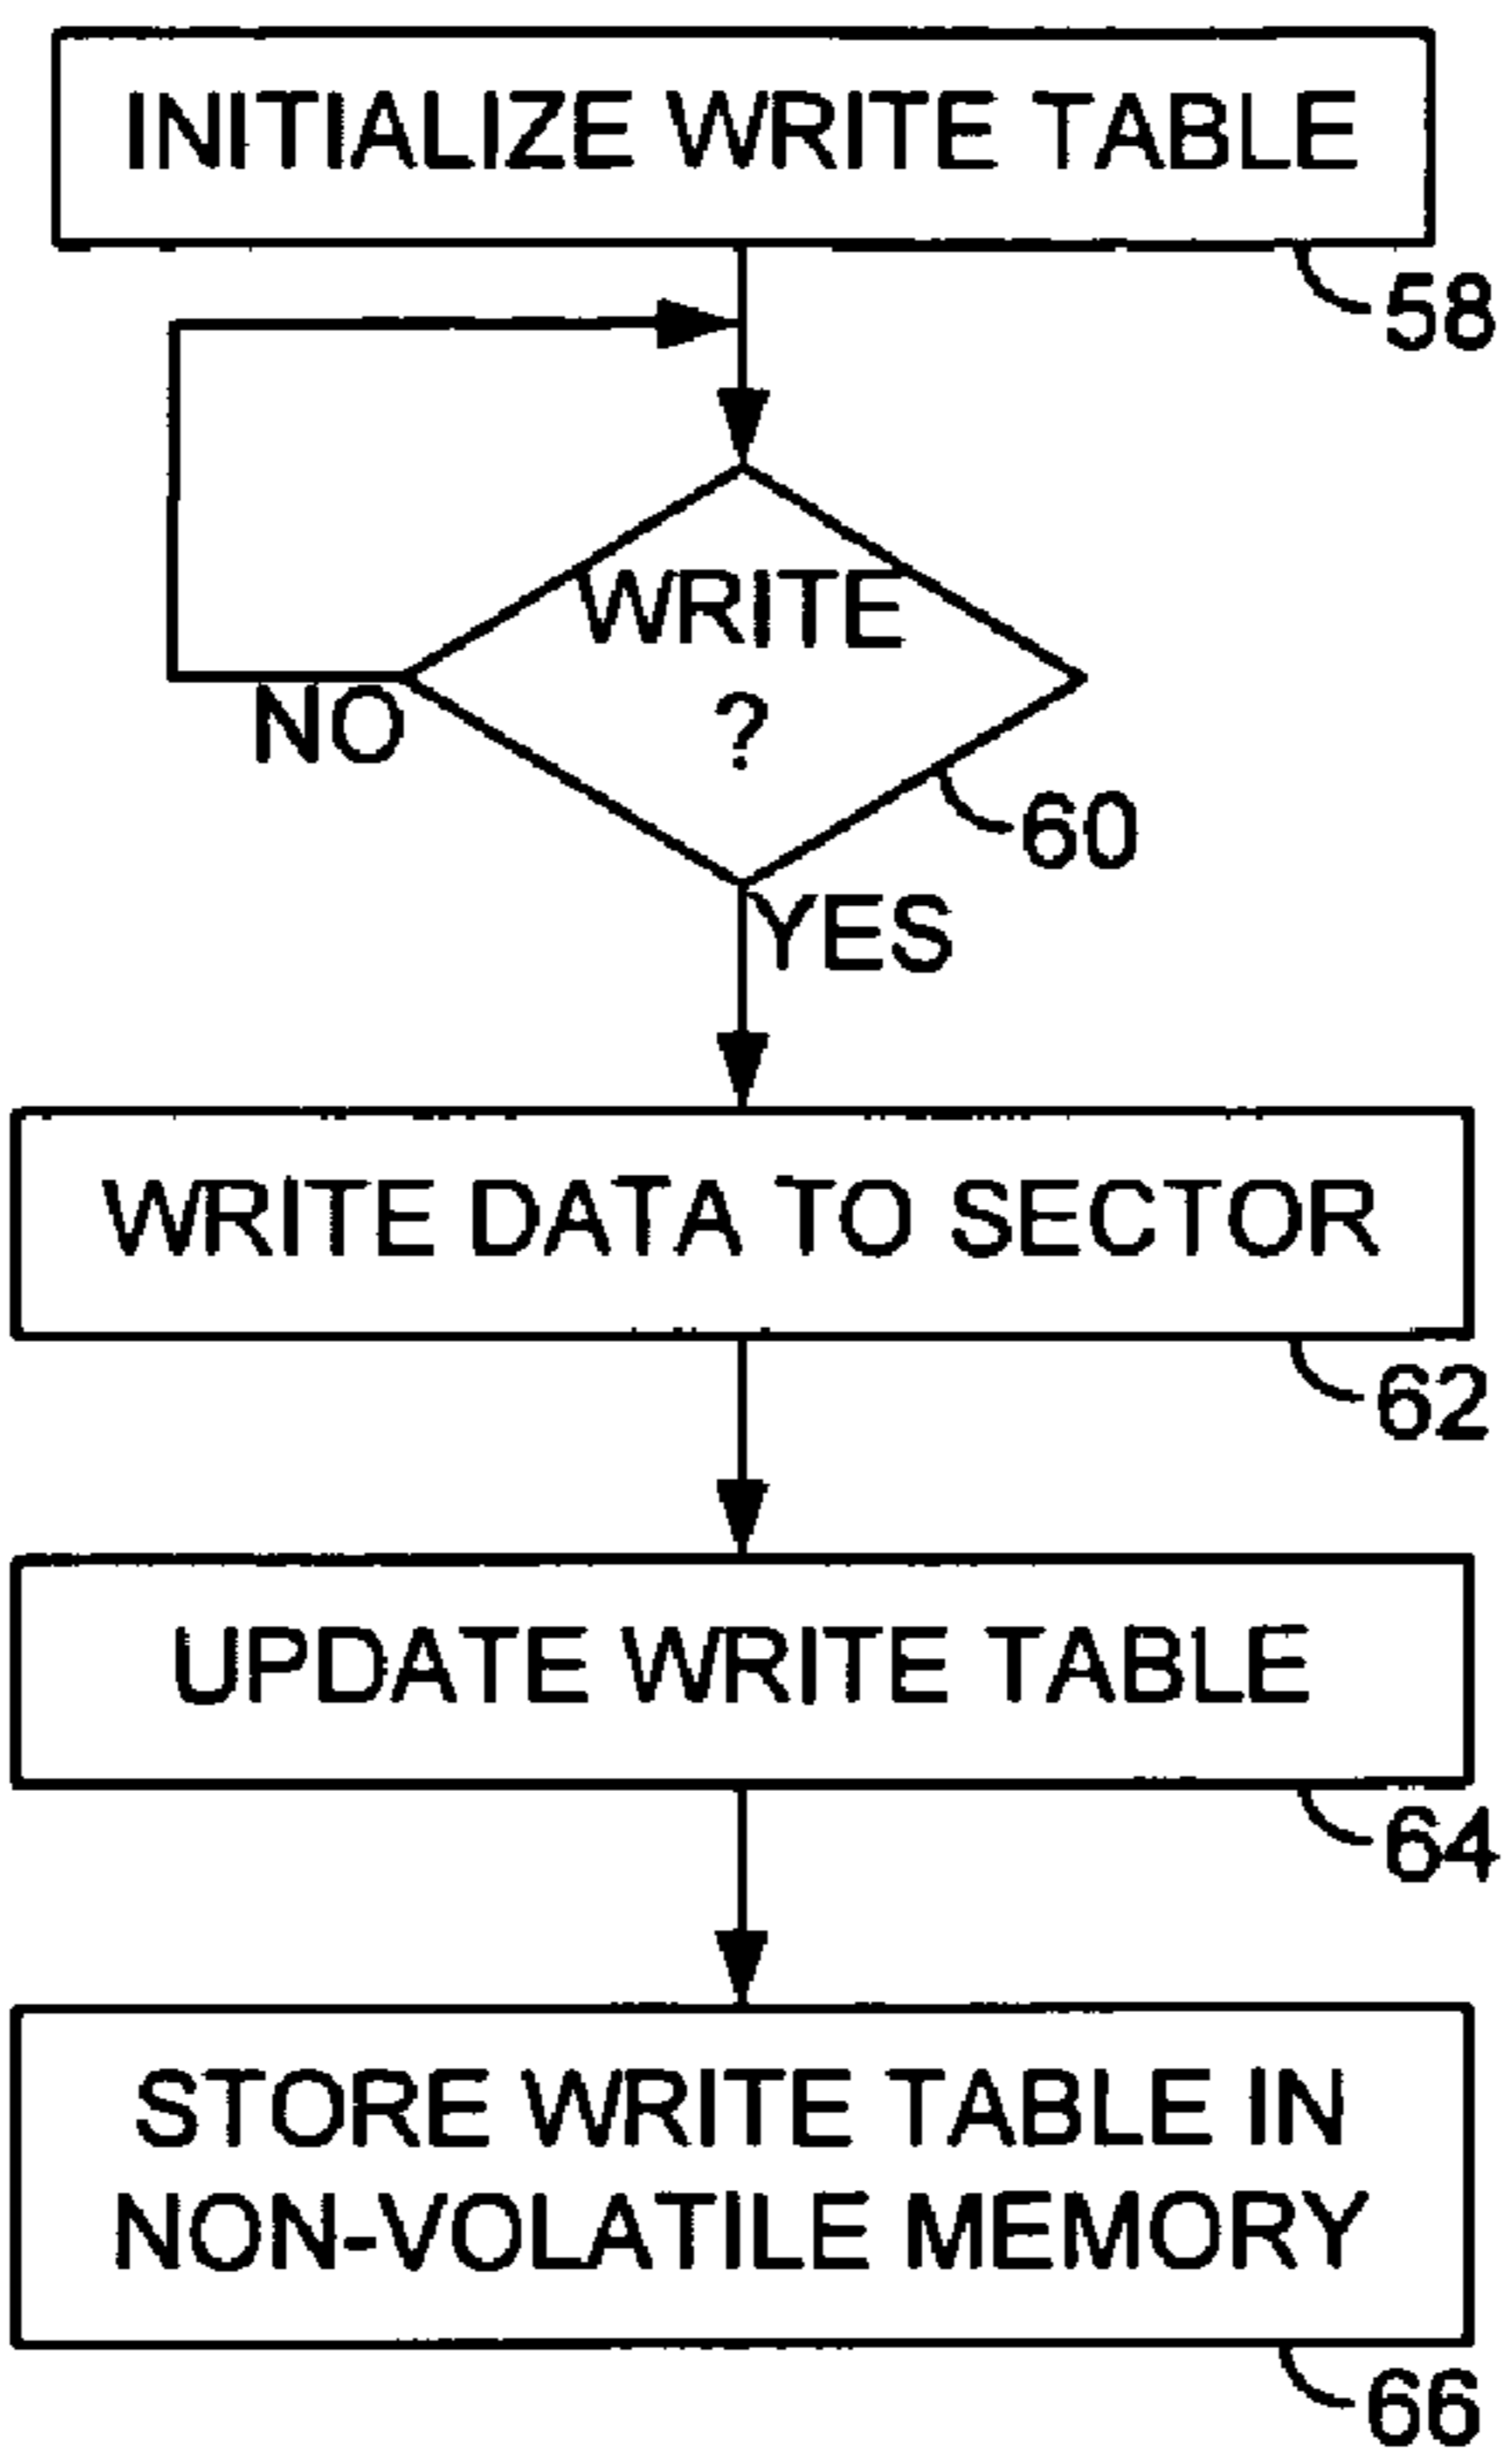 INITIALIZE WRITE TABLE
58
WRITE
?
NO
60
YES
WRITE DATA TO SECTOR
62
UPDATE WRITE TABLE
64
STORE WRITE TABLE IN
NON-VOLATILE MEMORY
66